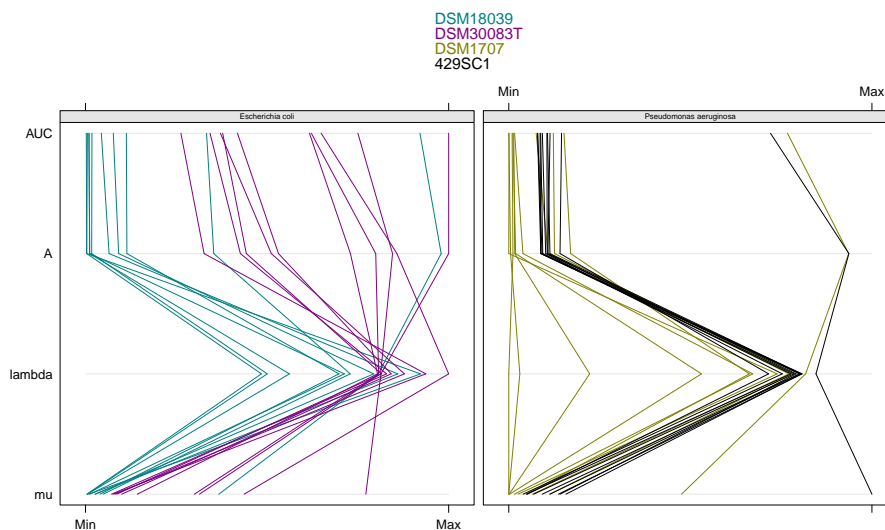 DSM18039
DSM30083T
DSM1707
429SC1
Min Max
Escherichia coli Pseudomonas aeruginosa
AUC
A
lambda
mu
Min Max